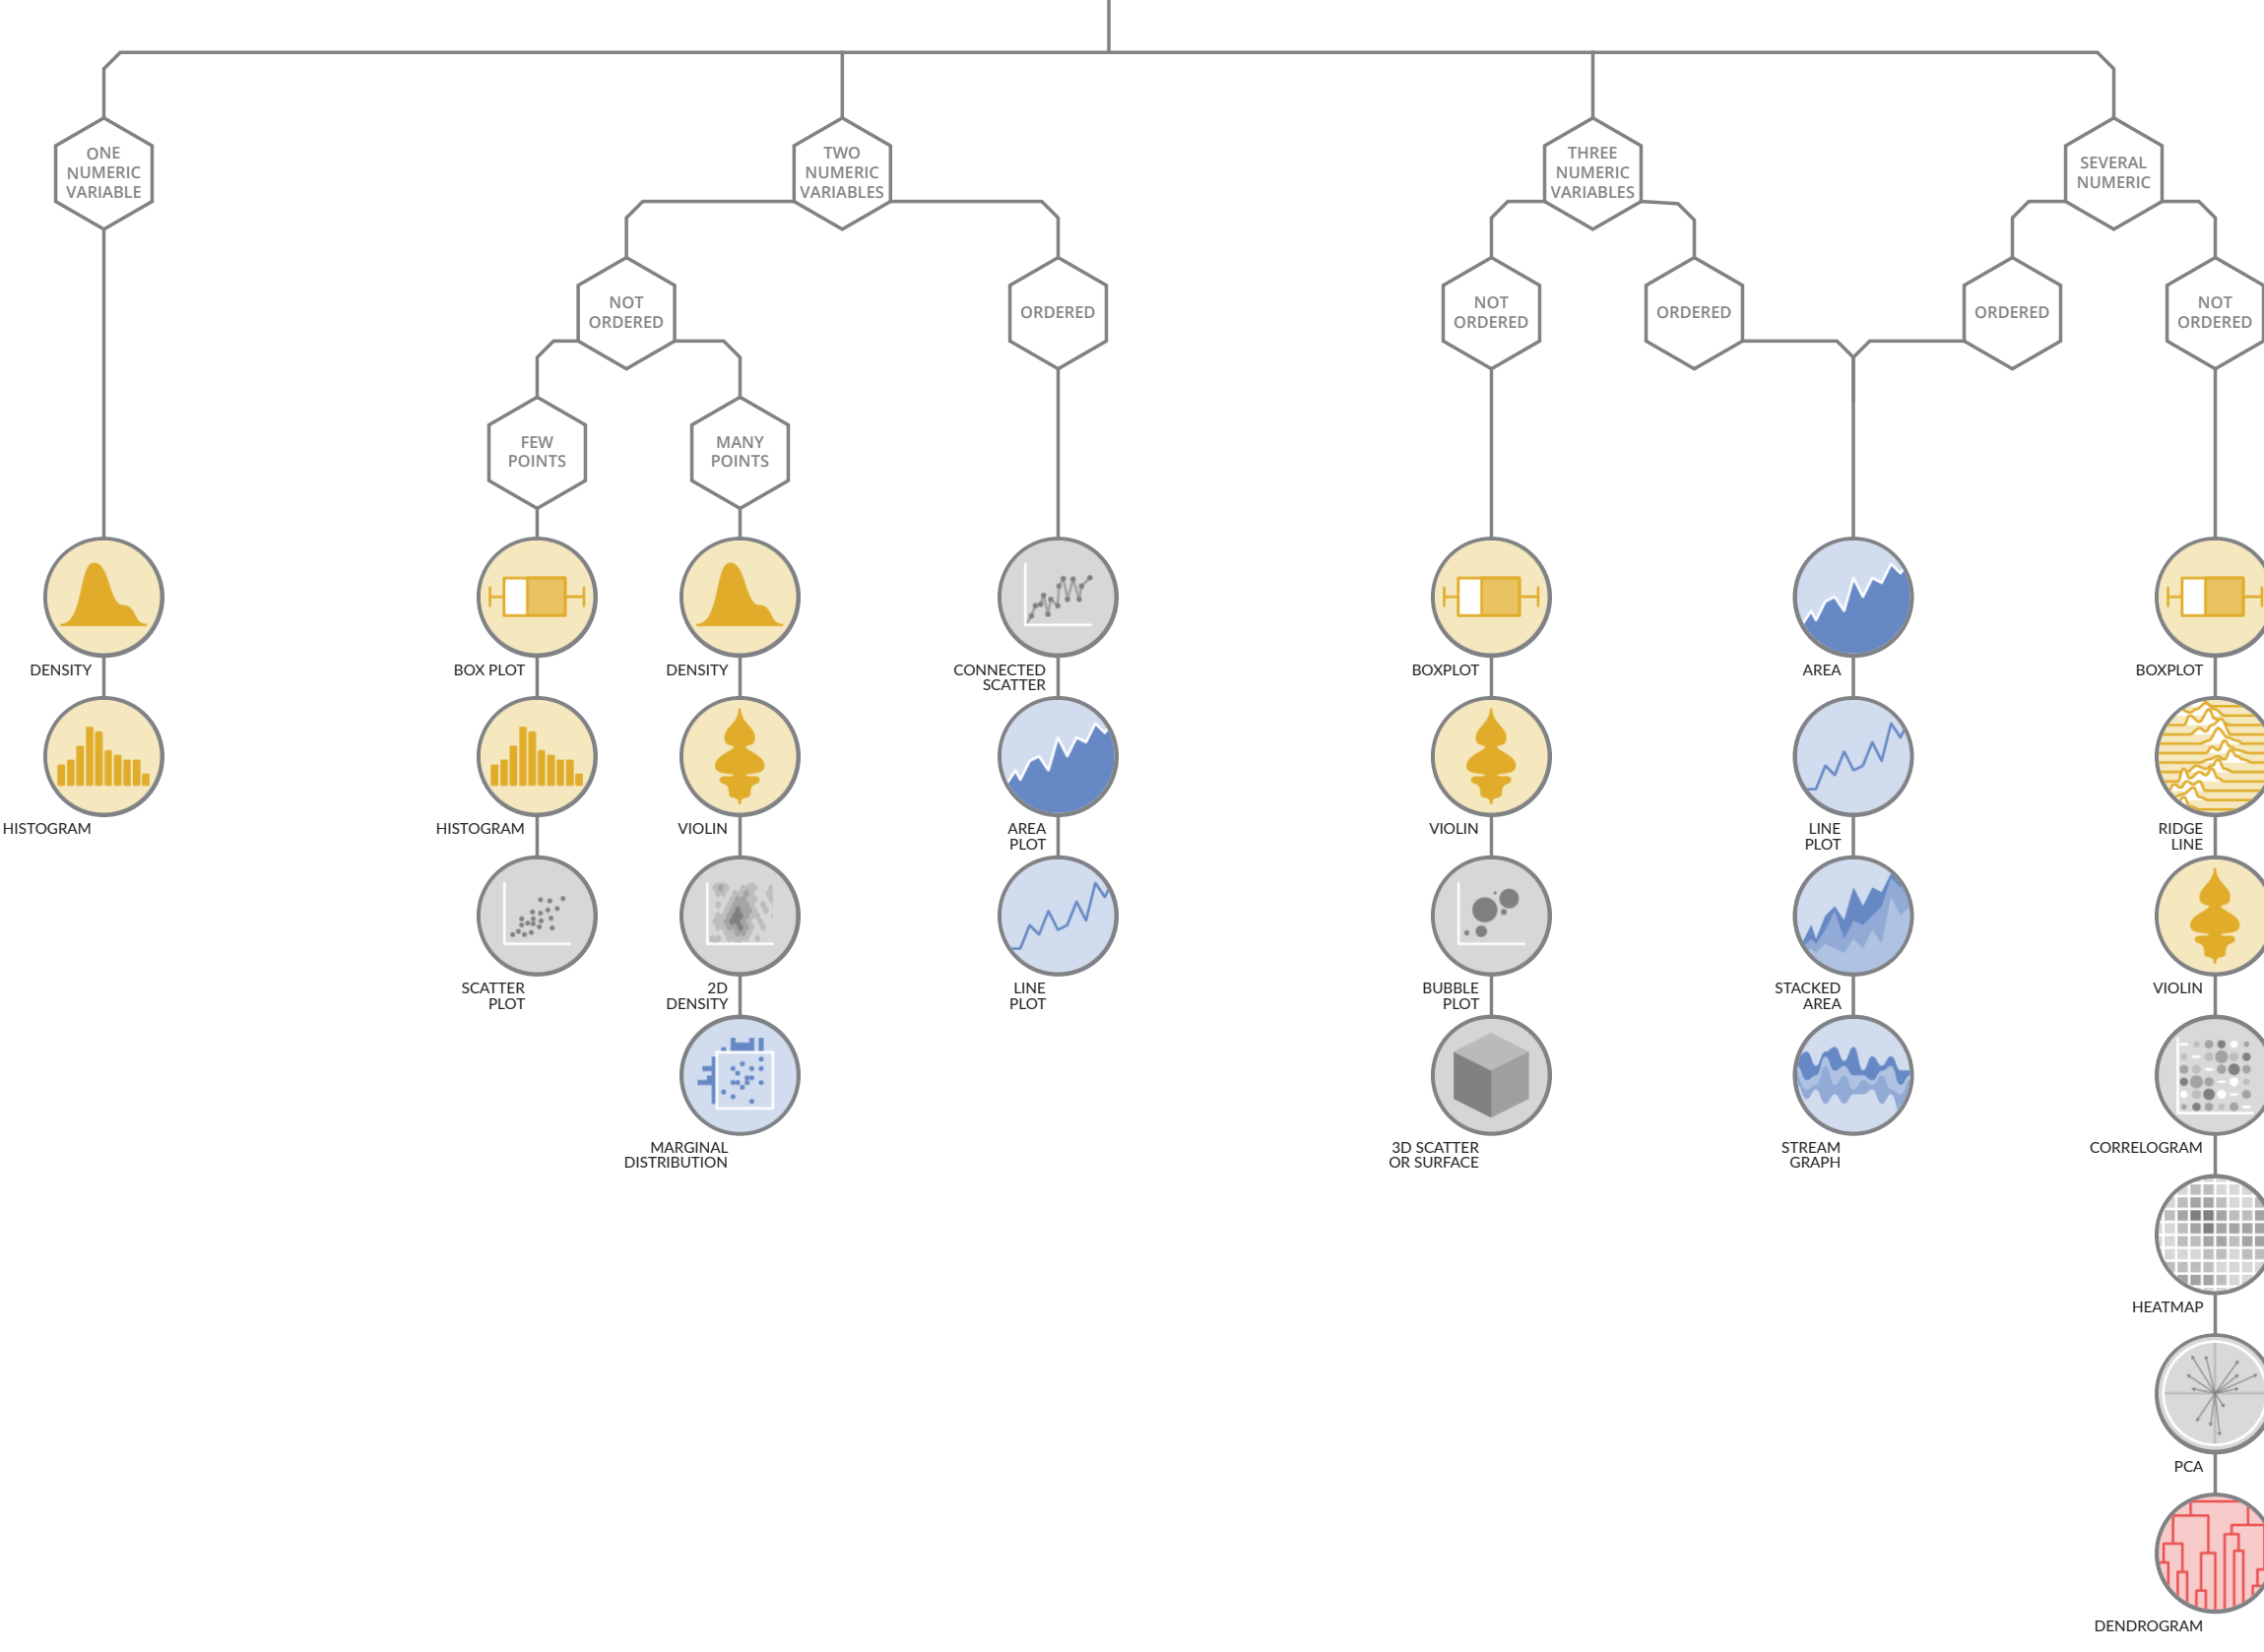 ONE
NUMERIC
VARIABLE
TWO
NUMERIC
VARIABLES
THREE
NUMERIC
VARIABLES
SEVERAL
NUMERIC
NOT
ORDERED
ORDERED
NOT
ORDERED
ORDERED
ORDERED
NOT
ORDERED
FEW
POINTS
MANY
POINTS
DENSITY
BOX PLOT
DENSITY
CONNECTED
SCATTER
BOXPLOT
AREA
BOXPLOT
HISTOGRAM
HISTOGRAM
VIOLIN
AREA
PLOT
VIOLIN
LINE
PLOT
RIDGE
LINE
SCATTER
PLOT
2D
DENSITY
LINE
PLOT
BUBBLE
PLOT
STACKED
AREA
VIOLIN
MARGINAL
DISTRIBUTION
3D SCATTER
OR SURFACE
STREAM
GRAPH
CORRELOGRAM
HEATMAP
PCA
DENDROGRAM